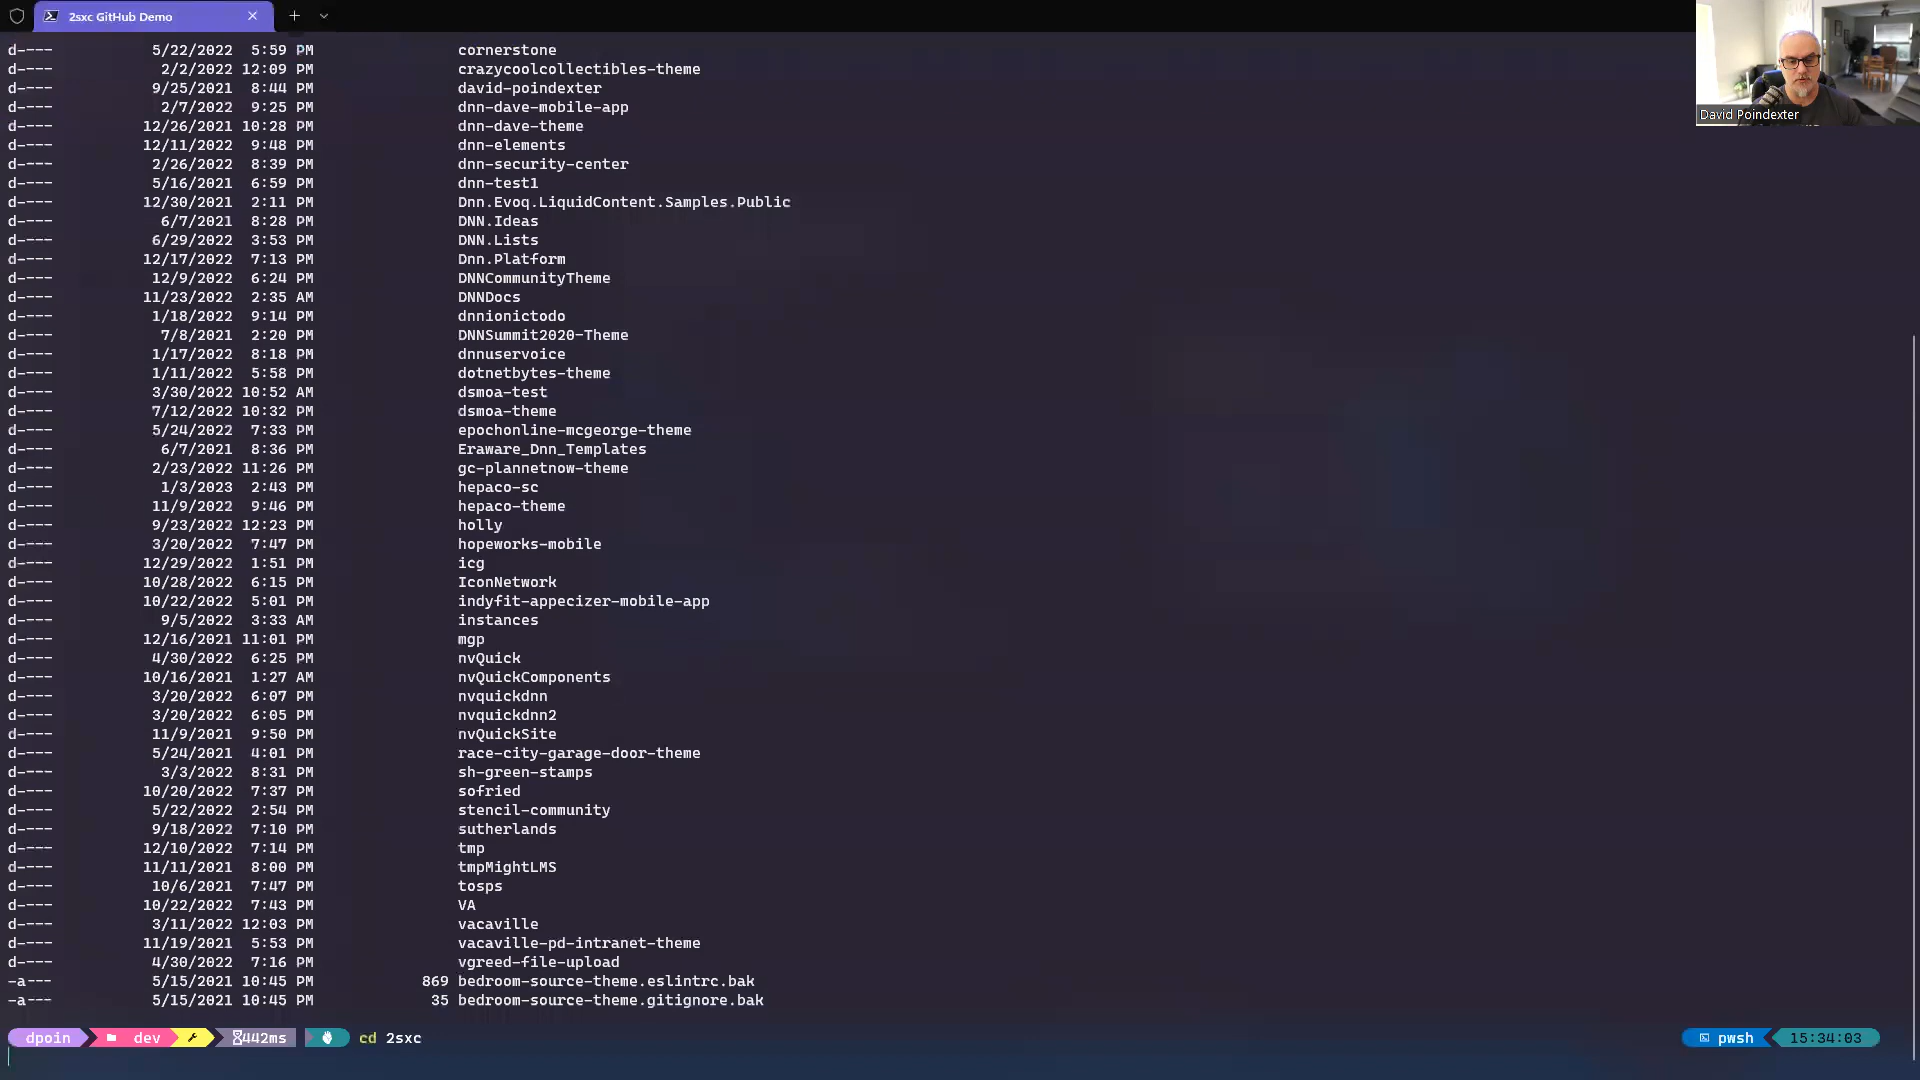 2sxc GitHub Demo
d---- 5/22/2022 5:59 PM cornerstone
d---- 2/2/2022 12:09 PM crazycoolcollectibles-theme
d---- 9/25/2021 8:44 PM david-poindexter
d---- 2/7/2022 9:25 PM dnn-dave-mobile-app
d---- 12/26/2021 10:28 PM dnn-dave-theme
d---- 12/11/2022 9:48 PM dnn-elements
d---- 2/26/2022 8:39 PM dnn-security-center
d---- 5/16/2021 6:59 PM dnn-test1
d---- 12/30/2021 2:11 PM Dnn.Evoq.LiquidContent.Samples.Public
d---- 6/7/2021 8:28 PM DNN.Ideas
d---- 6/29/2022 3:53 PM DNN.Lists
d---- 12/17/2022 7:13 PM Dnn.Platform
d---- 12/9/2022 6:24 PM DNNCommunityTheme
d---- 11/23/2022 2:35 AM DNNDocs
d---- 1/18/2022 9:14 PM dnnionictodo
d---- 7/8/2021 2:20 PM DNNSummit2020-Theme
d---- 1/17/2022 8:18 PM dnnuservoice
d---- 1/11/2022 5:58 PM dotnetbytes-theme
d---- 3/30/2022 10:52 AM dsmoa-test
d---- 7/12/2022 10:32 PM dsmoa-theme
d---- 5/24/2022 7:33 PM epochonline-mcgeorge-theme
d---- 6/7/2021 8:36 PM Eraware_Dnn_Templates
d---- 2/23/2022 11:26 PM gc-plannetnow-theme
d---- 1/3/2023 2:43 PM hepaco-sc
d---- 11/9/2022 9:46 PM hepaco-theme
d---- 9/23/2022 12:23 PM holly
d---- 3/20/2022 7:47 PM hopeworks-mobile
d---- 12/29/2022 1:51 PM icg
d---- 10/28/2022 6:15 PM IconNetwork
d---- 10/22/2022 5:01 PM indyfit-appecizer-mobile-app
d---- 9/5/2022 3:33 AM instances
d---- 12/16/2021 11:01 PM mgp
d---- 4/30/2022 6:25 PM nvQuick
d---- 10/16/2021 1:27 AM nvQuickComponents
d---- 3/20/2022 6:07 PM nvquickdnn
d---- 3/20/2022 6:05 PM nvquickdnn2
d---- 11/9/2021 9:50 PM nvQuickSite
d---- 5/24/2021 4:01 PM race-city-garage-door-theme
d---- 3/3/2022 8:31 PM sh-green-stamps
d---- 10/20/2022 7:37 PM sofried
d---- 5/22/2022 2:54 PM stencil-community
d---- 9/18/2022 7:10 PM sutherlands
d---- 12/10/2022 7:14 PM tmp
d---- 11/11/2021 8:00 PM tmpMightLMS
d---- 10/6/2021 7:47 PM tosps
d---- 10/22/2022 7:43 PM VA
d---- 3/11/2022 12:03 PM vacaville
d---- 11/19/2021 5:53 PM vacaville-pd-intranet-theme
d---- 4/30/2022 7:16 PM vgreed-file-upload
-a--- 5/15/2021 10:45 PM 869 bedroom-source-theme.eslintrc.bak
-a--- 5/15/2021 10:45 PM 35 bedroom-source-theme.gitignore.bak
dpoin dev 442ms cd 2sxc pwsh 15:34:03
David Poindexter